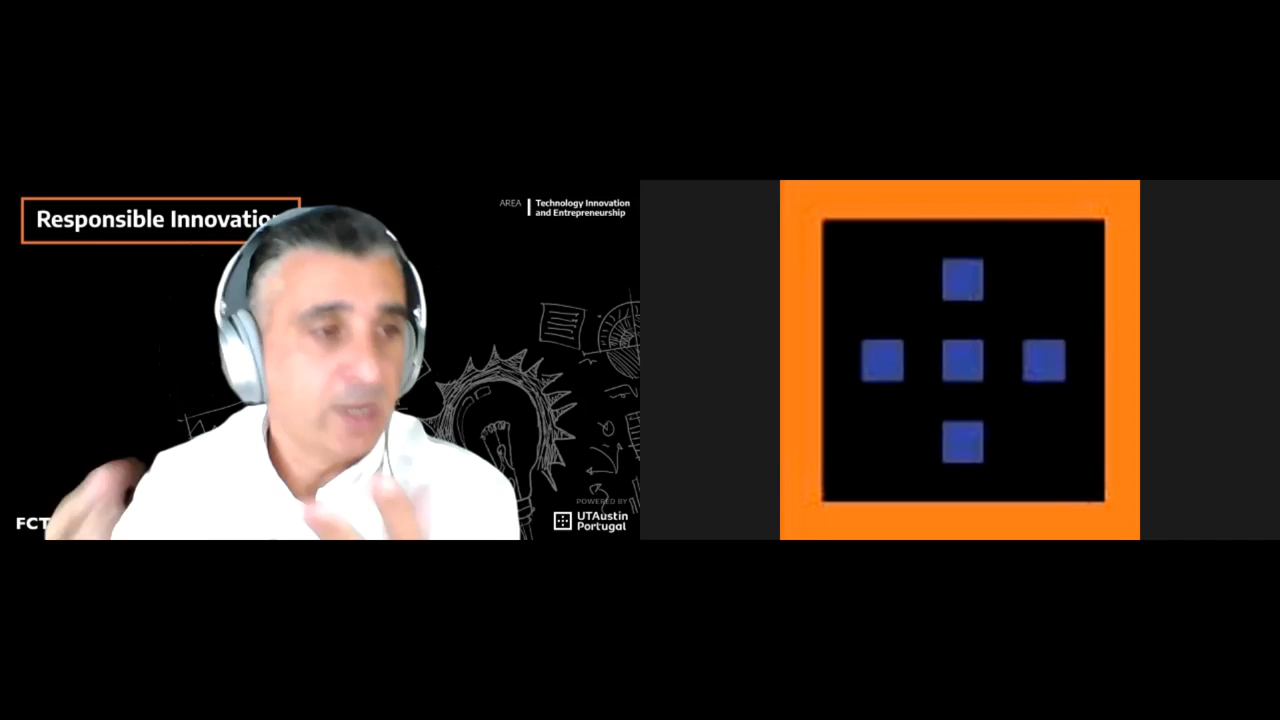 Responsible Innovatio
AREA
Technology Innovation
and Entrepreneurship
POWERED BY
UTAustin
Portugal
FCT